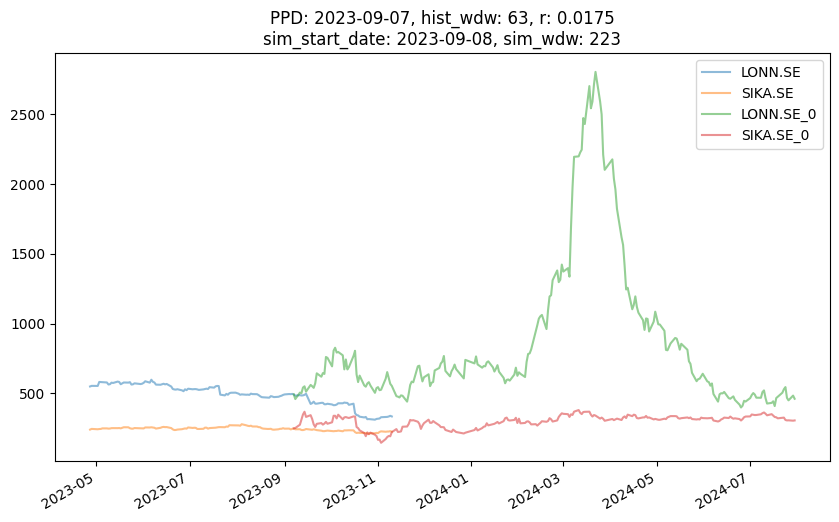 PPD: 2023-09-07, hist_wdw: 63, r: 0.0175
sim_start_date: 2023-09-08, sim_wdw: 223
LONN.SE
SIKA.SE
LONN.SE_0
SIKA.SE_0
2500
2000
1500
1000
500
2023-05
2023-07
2023-09
2023-11
2024-01
2024-03
2024-05
2024-07